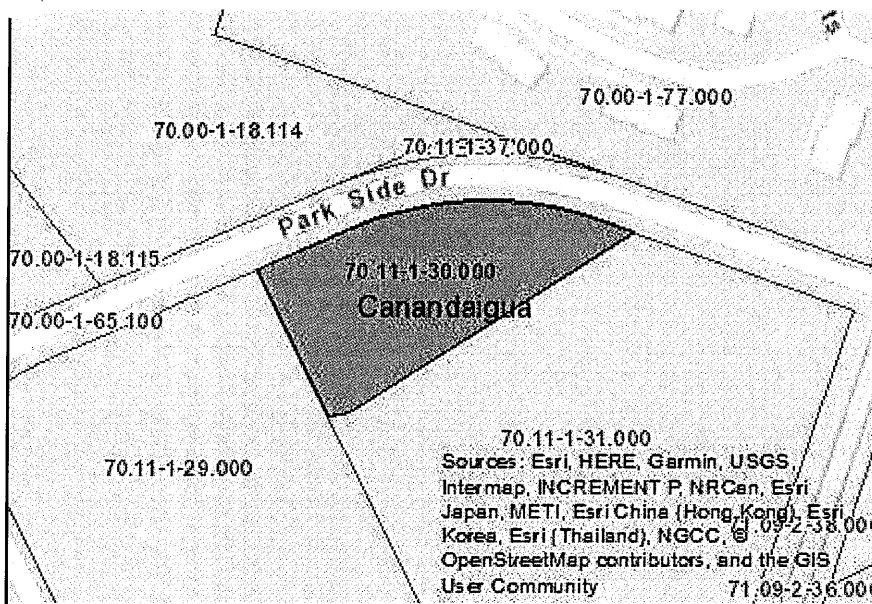 70.00-1-77.000
70.00-1-18.114
70.11-1-37.000
Park Side Dr
70.00-1-18.115
70.11-1-30.000
Canandaigua
70.00-1-65.100
70.11-1-31.000
70.11-1-29.000
Sources: Esri, HERE, Garmin, USGS,
Intermap, INCREMENT P, NRCan, Esri
Japan, METI, Esri China (Hong Kong), Esri
Korea, Esri (Thailand), NGCC, ©
OpenStreetMap contributors, and the GIS
User Community
71.09-2-38.000
71.09-2-36.000